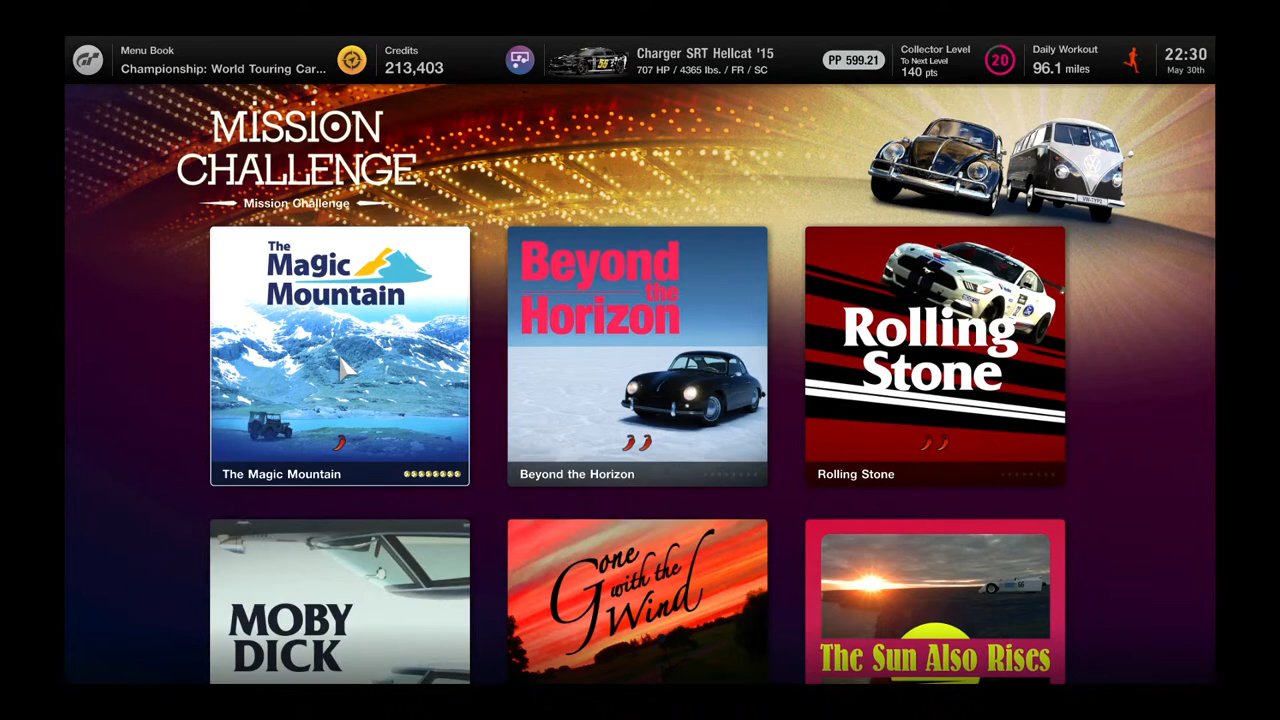 GT
Menu Book
Championship: World Touring Car...
Credits
213,403
58
Charger SRT Hellcat '15
707 HP / 4365 lbs. / FR / SC
PP 599.21
Collector Level
To Next Level
140 pts
20
Daily Workout
96.1 miles
22:30
May 30th
MISSION
CHALLENGE
Mission Challenge
The
Magic
Mountain
The Magic Mountain
Beyond
the
Horizon
Beyond the Horizon
Rolling
Stone
Rolling Stone
MOBY
DICK
Gone
with the
Wind
66
The Sun Also Rises